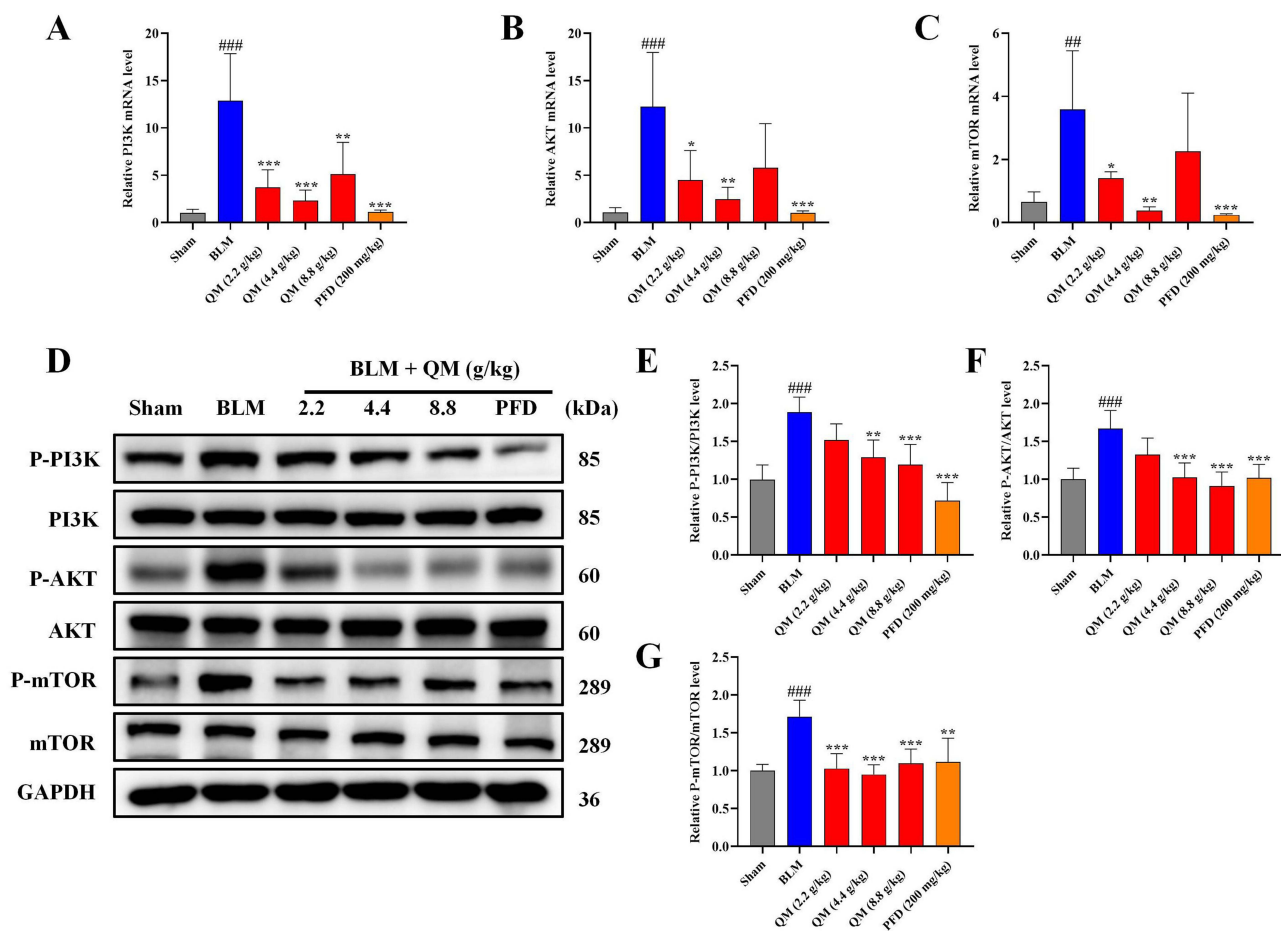 A
Relative PI3K mRNA level
20
15
10
5
0
###
***
***
**
***
Sham
BLM
QM (2.2 g/kg)
QM (4.4 g/kg)
QM (8.8 g/kg)
PFD (200 mg/kg)
B
Relative AKT mRNA level
20
15
10
5
0
###
*
**
***
Sham
BLM
QM (2.2 g/kg)
QM (4.4 g/kg)
QM (8.8 g/kg)
PFD (200 mg/kg)
C
Relative mTOR mRNA level
6
4
2
0
##
*
**
***
Sham
BLM
QM (2.2 g/kg)
QM (4.4 g/kg)
QM (8.8 g/kg)
PFD (200 mg/kg)
D
BLM + QM (g/kg)
Sham BLM 2.2 4.4 8.8 PFD (kDa)
P-PI3K 85
PI3K 85
P-AKT 60
AKT 60
P-mTOR 289
mTOR 289
GAPDH 36
E
Relative P-PI3K/PI3K level
2.5
2.0
1.5
1.0
0.5
0.0
###
**
***
***
Sham
BLM
QM (2.2 g/kg)
QM (4.4 g/kg)
QM (8.8 g/kg)
PFD (200 mg/kg)
F
Relative P-AKT/AKT level
2.5
2.0
1.5
1.0
0.5
0.0
###
***
***
***
Sham
BLM
QM (2.2 g/kg)
QM (4.4 g/kg)
QM (8.8 g/kg)
PFD (200 mg/kg)
G
Relative P-mTOR/mTOR level
2.5
2.0
1.5
1.0
0.5
0.0
###
***
***
***
**
Sham
BLM
QM (2.2 g/kg)
QM (4.4 g/kg)
QM (8.8 g/kg)
PFD (200 mg/kg)